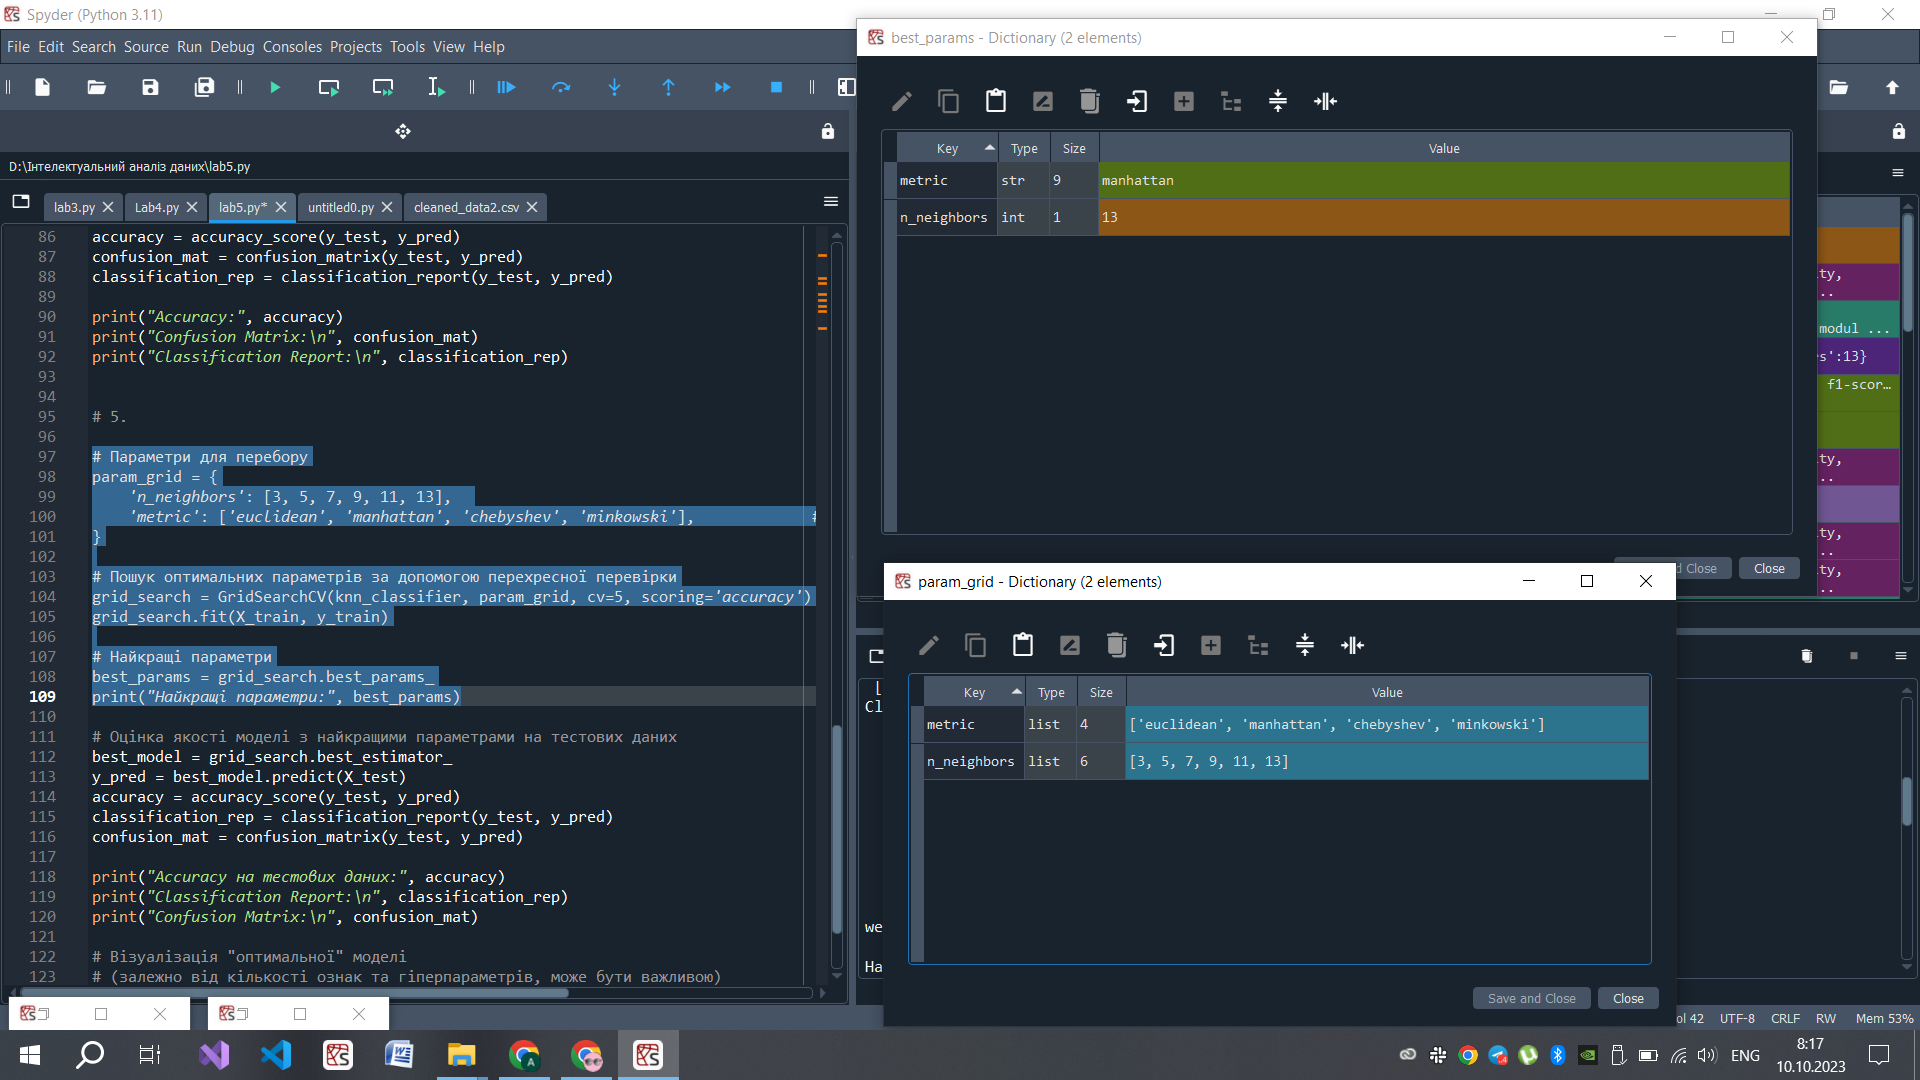 Spyder (Python 3.11)
File Edit Search Source Run Debug Consoles Projects Tools View Help
D:\Інтелектуальний аналіз даних\lab5.py
lab3.py
Lab4.py
lab5.py*
untitled0.py
cleaned_data2.csv
86 accuracy = accuracy_score(y_test, y_pred)
87 confusion_mat = confusion_matrix(y_test, y_pred)
88 classification_rep = classification_report(y_test, y_pred)
89
90 print("Accuracy:", accuracy)
91 print("Confusion Matrix:\n", confusion_mat)
92 print("Classification Report:\n", classification_rep)
93
94
95 # 5.
96
97 # Параметри для перебору
98 param_grid = {
99 'n_neighbors': [3, 5, 7, 9, 11, 13],
100 'metric': ['euclidean', 'manhattan', 'chebyshev', 'minkowski'], #
101 }
102
103 # Пошук оптимальних параметрів за допомогою перехресної перевірки
104 grid_search = GridSearchCV(knn_classifier, param_grid, cv=5, scoring='accuracy')
105 grid_search.fit(X_train, y_train)
106
107 # Найкращі параметри
108 best_params = grid_search.best_params_
109 print("Найкращі параметри:", best_params)
110
111 # Оцінка якості моделі з найкращими параметрами на тестових даних
112 best_model = grid_search.best_estimator_
113 y_pred = best_model.predict(X_test)
114 accuracy = accuracy_score(y_test, y_pred)
115 classification_rep = classification_report(y_test, y_pred)
116 confusion_mat = confusion_matrix(y_test, y_pred)
117
118 print("Accuracy на тестових даних:", accuracy)
119 print("Classification Report:\n", classification_rep)
120 print("Confusion Matrix:\n", confusion_mat)
121
122 # Візуалізація "оптимальної" моделі
123 # (залежно від кількості ознак та гіперпараметрів, може бути важливою)
best_params - Dictionary (2 elements)
Key Type Size Value
metric str 9 manhattan
n_neighbors int 1 13
d Close
Close
ty,
..
modul ...
s':13}
f1-scor…
ty,
..
ty,
..
ty,
..
param_grid - Dictionary (2 elements)
Key Type Size Value
metric list 4 ['euclidean', 'manhattan', 'chebyshev', 'minkowski']
n_neighbors list 6 [3, 5, 7, 9, 11, 13]
Save and Close
Close
[
Cl
we
На
ol 42 UTF-8 CRLF RW Mem 53%
ENG
8:17
10.10.2023